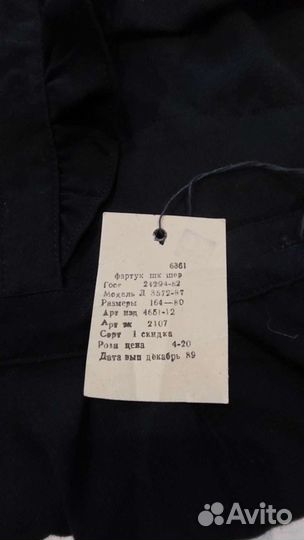 6361
фартук шк шер
Гост 24294-82
Модель Д 3572-87
Размеры 164—80
Арт изд 4651-12
Арт тк 2107
Сорт 1 скидка
Розн цена 4-20
Дата вып декабрь 89
Avito